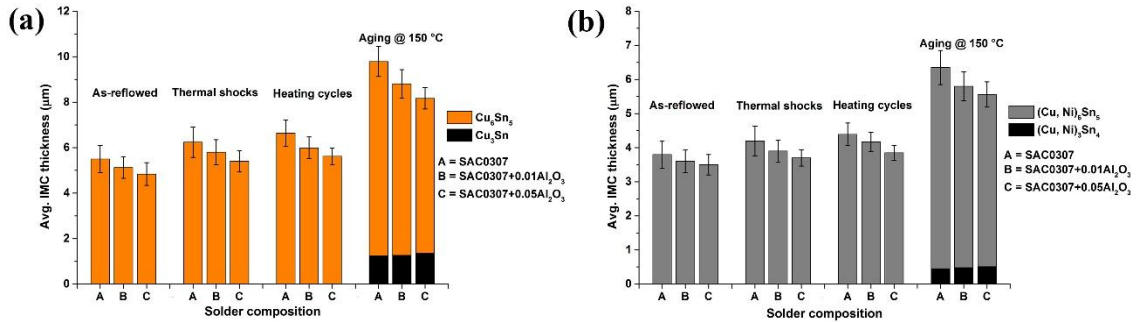 (a)
12
10
8
6
4
2
0
Avg. IMC thickness (μm)
As-reflowed
Thermal shocks
Heating cycles
Aging @ 150 °C
Cu₆Sn₅
Cu₃Sn
A = SAC0307
B = SAC0307+0.01Al₂O₃
C = SAC0307+0.05Al₂O₃
A B C A B C A B C A B C
Solder composition
(b)
8
7
6
5
4
3
2
1
0
Avg. IMC thickness (μm)
As-reflowed
Thermal shocks
Heating cycles
Aging @ 150 °C
(Cu, Ni)₆Sn₅
(Cu, Ni)₃Sn₄
A = SAC0307
B = SAC0307+0.01Al₂O₃
C = SAC0307+0.05Al₂O₃
A B C A B C A B C A B C
Solder composition